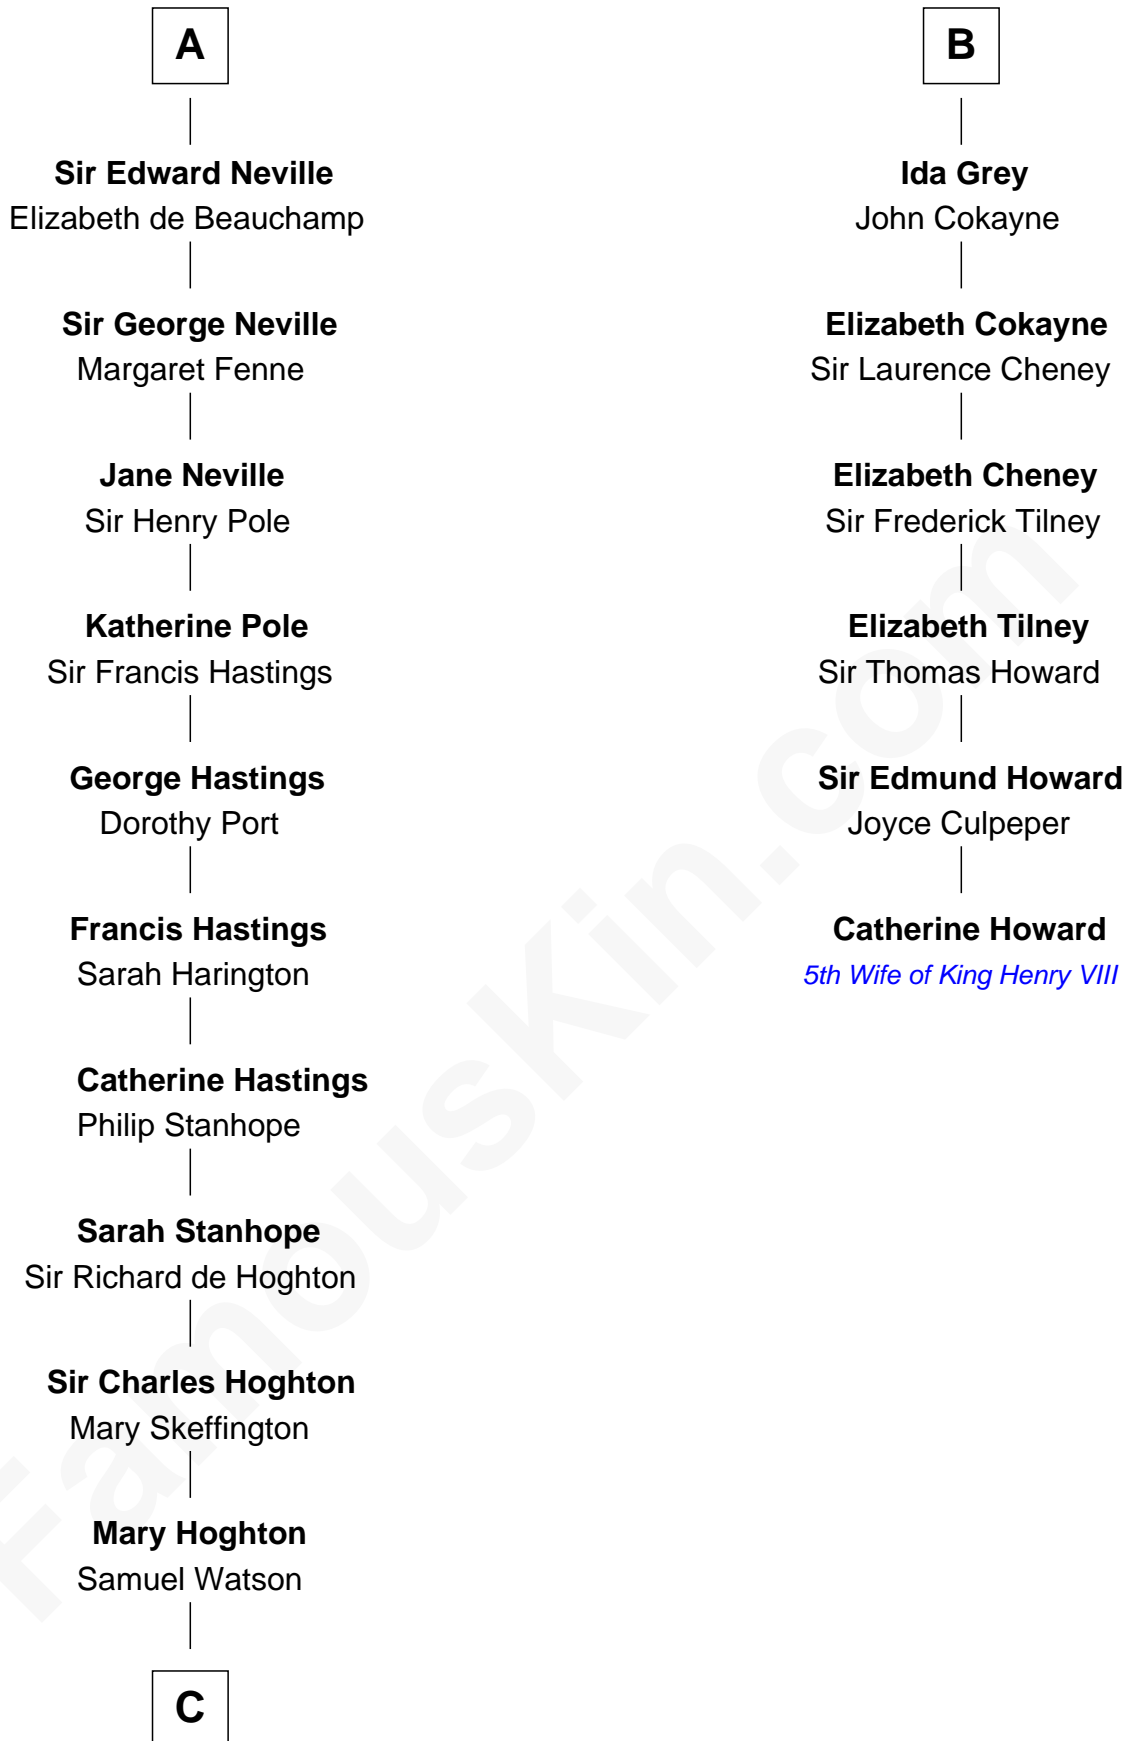 A
Sir Edward Neville
Elizabeth de Beauchamp
Sir George Neville
Margaret Fenne
Jane Neville
Sir Henry Pole
Katherine Pole
Sir Francis Hastings
George Hastings
Dorothy Port
Francis Hastings
Sarah Harington
Catherine Hastings
Philip Stanhope
Sarah Stanhope
Sir Richard de Hoghton
Sir Charles Hoghton
Mary Skeffington
Mary Hoghton
Samuel Watson
C
B
Ida Grey
John Cokayne
Elizabeth Cokayne
Sir Laurence Cheney
Elizabeth Cheney
Sir Frederick Tilney
Elizabeth Tilney
Sir Thomas Howard
Sir Edmund Howard
Joyce Culpeper
Catherine Howard
5th Wife of King Henry VIII
FamousKin.com